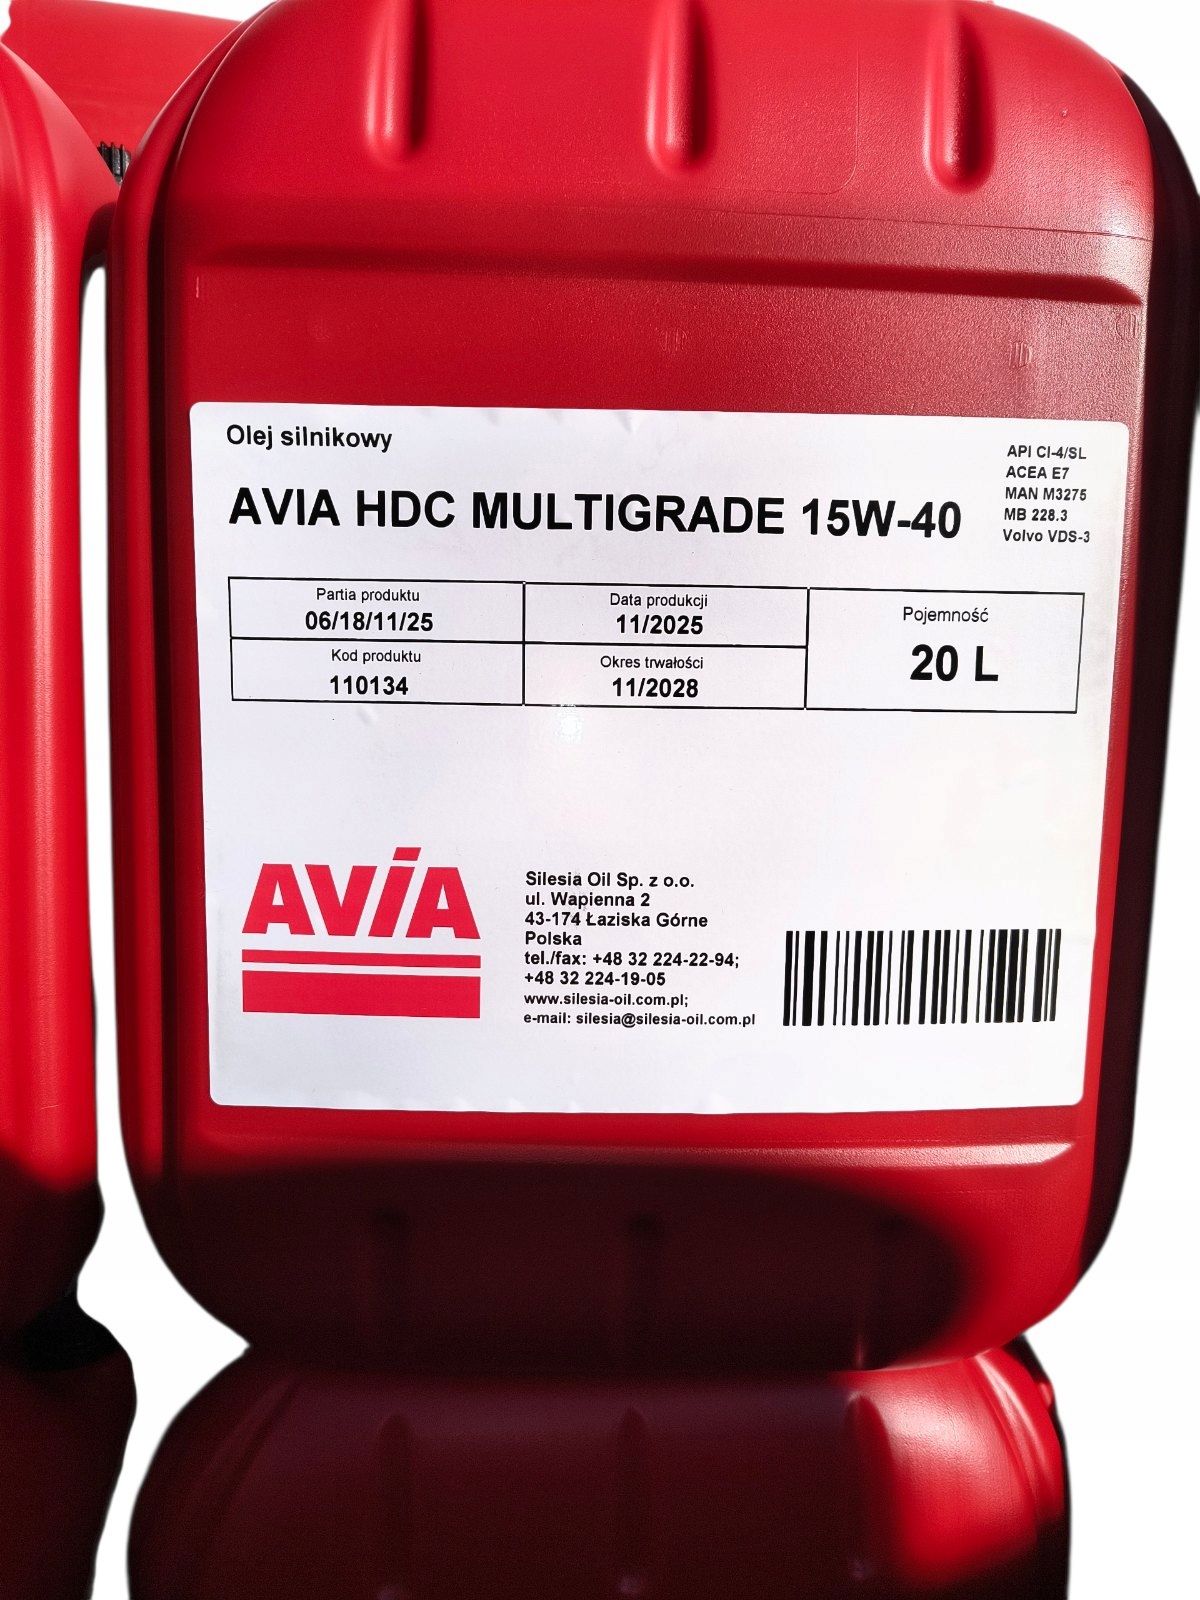 Olej silnikowy
AVIA HDC MULTIGRADE 15W-40
API CI-4/SL
ACEA E7
MAN M3275
MB 228.3
Volvo VDS-3
Partia produktu
06/18/11/25
Data produkcji
11/2025
Pojemność
20 L
Kod produktu
110134
Okres trwałości
11/2028
AVIA
Silesia Oil Sp. z o.o.
ul. Wapienna 2
43-174 Łaziska Górne
Polska
tel./fax: +48 32 224-22-94;
+48 32 224-19-05
www.silesia-oil.com.pl;
e-mail: silesia@silesia-oil.com.pl